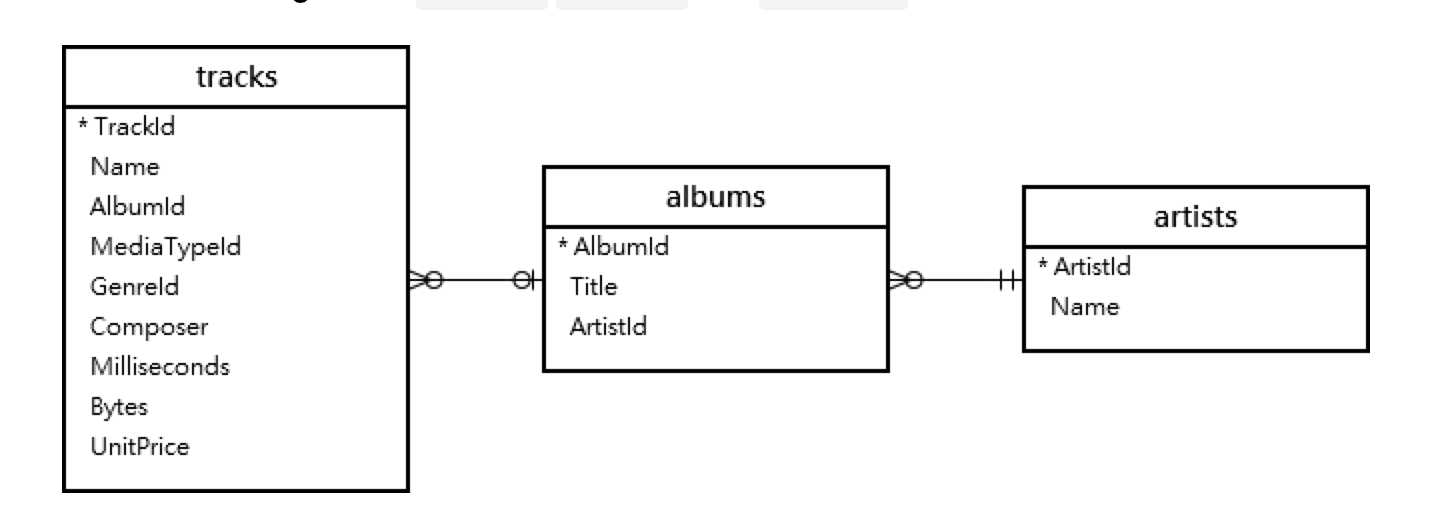 tracks
* TrackId
Name
AlbumId
MediaTypeId
GenreId
Composer
Milliseconds
Bytes
UnitPrice
albums
* AlbumId
Title
ArtistId
artists
* ArtistId
Name